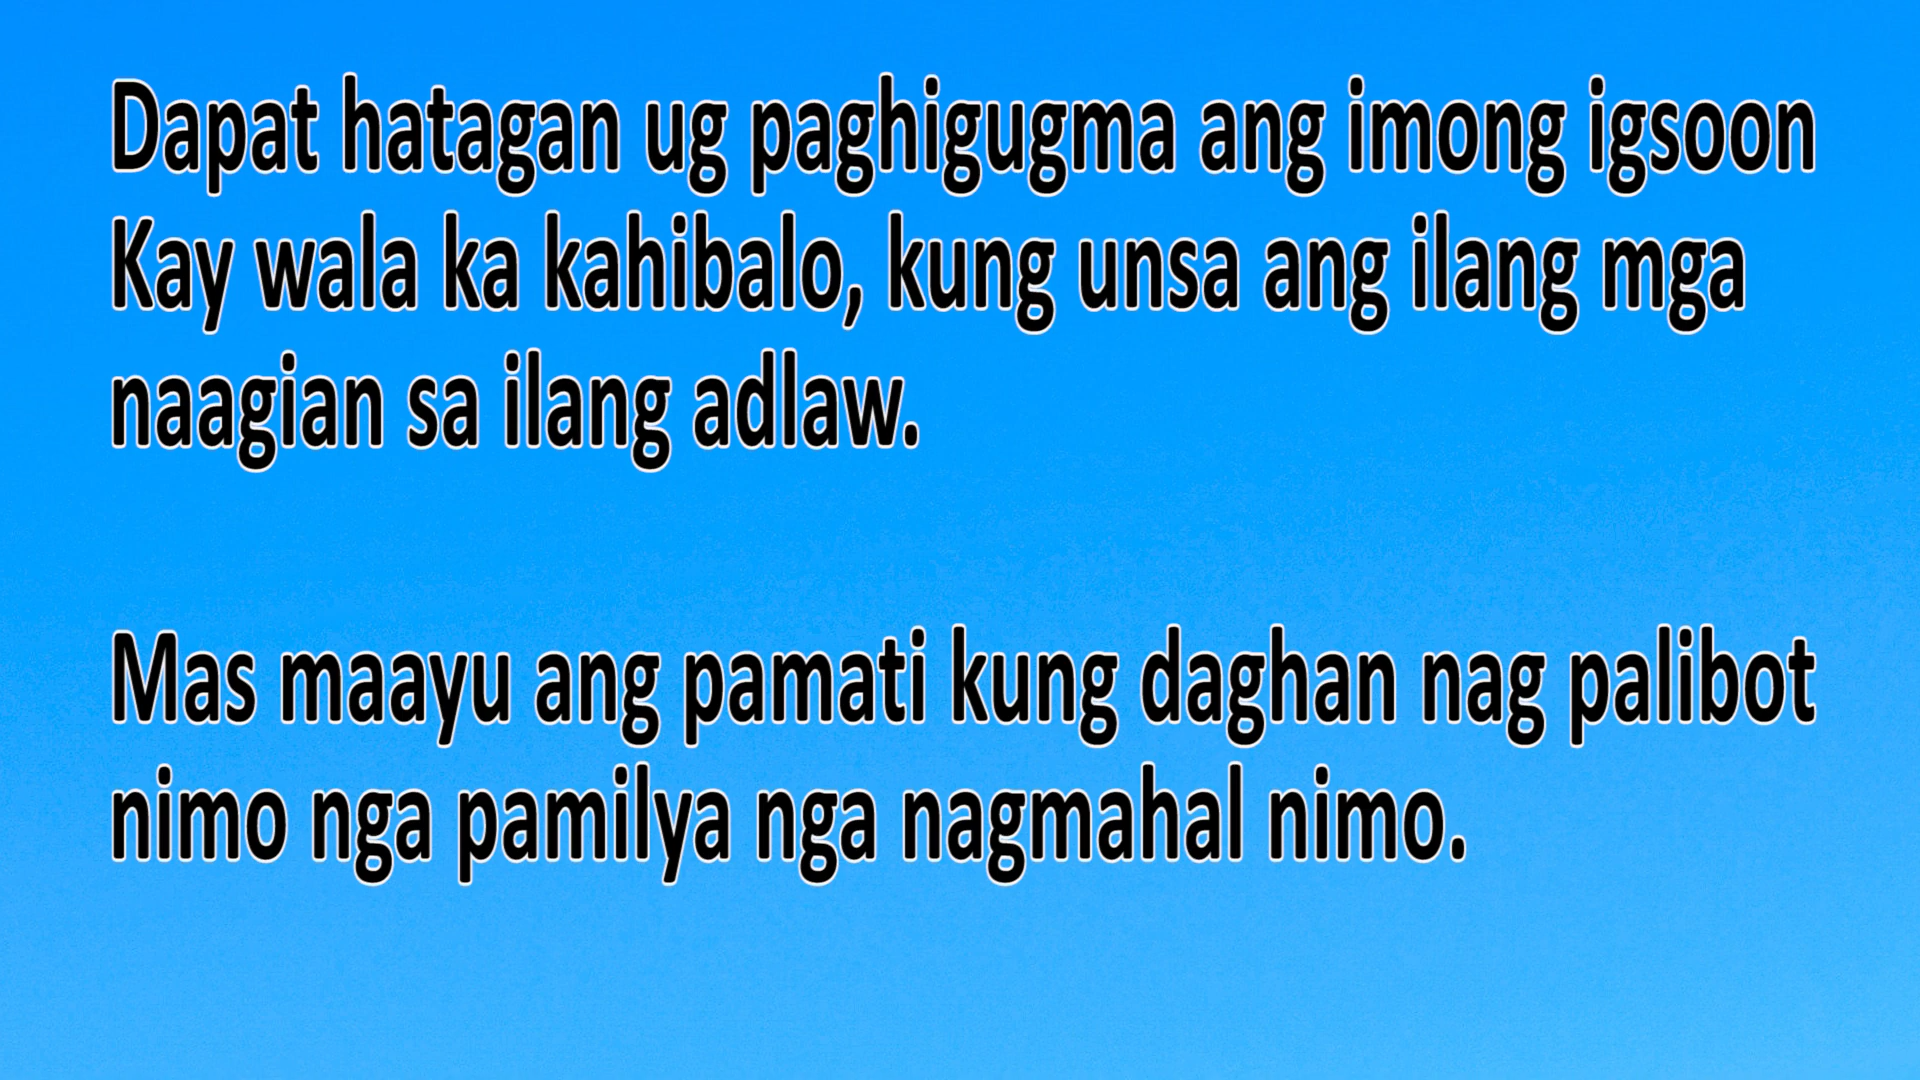 Dapat hatagan ug paghigugma ang imong igsoon
Kay wala ka kahibalo, kung unsa ang ilang mga
naagian sa ilang adlaw.
Mas maayu ang pamati kung daghan nag palibot
nimo nga pamilya nga nagmahal nimo.